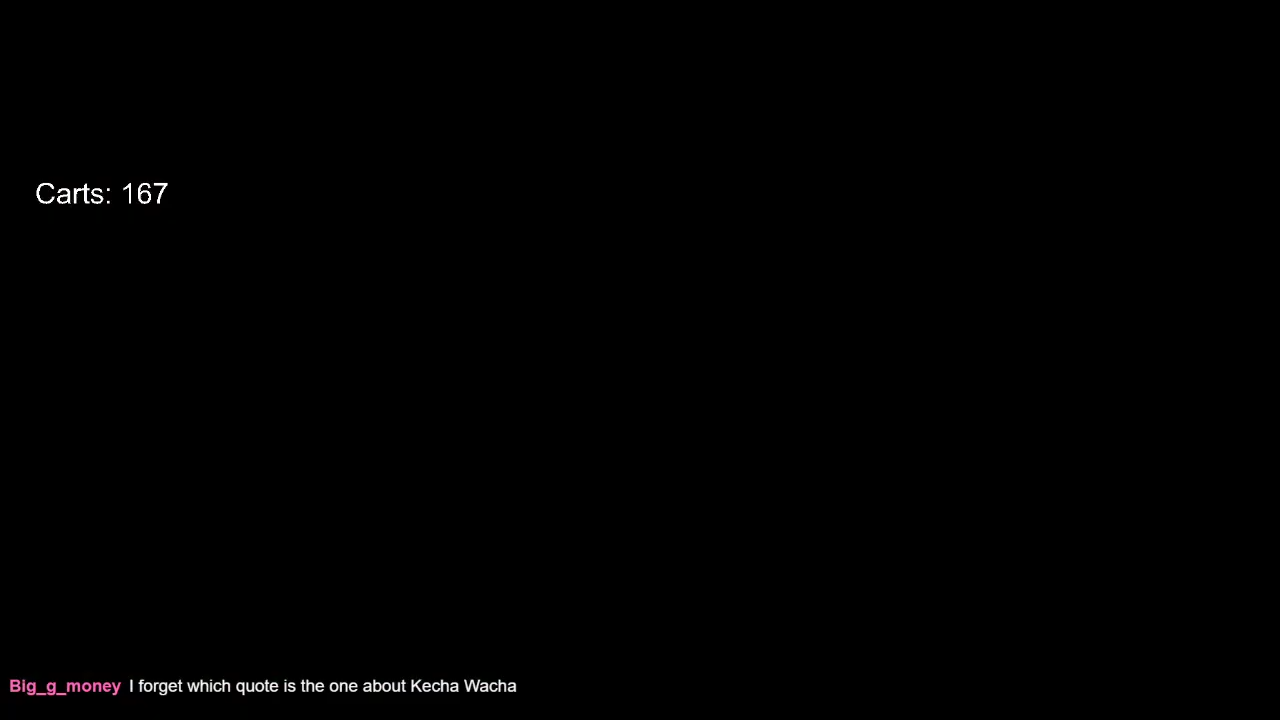 Carts: 167
Big_g_money I forget which quote is the one about Kecha Wacha